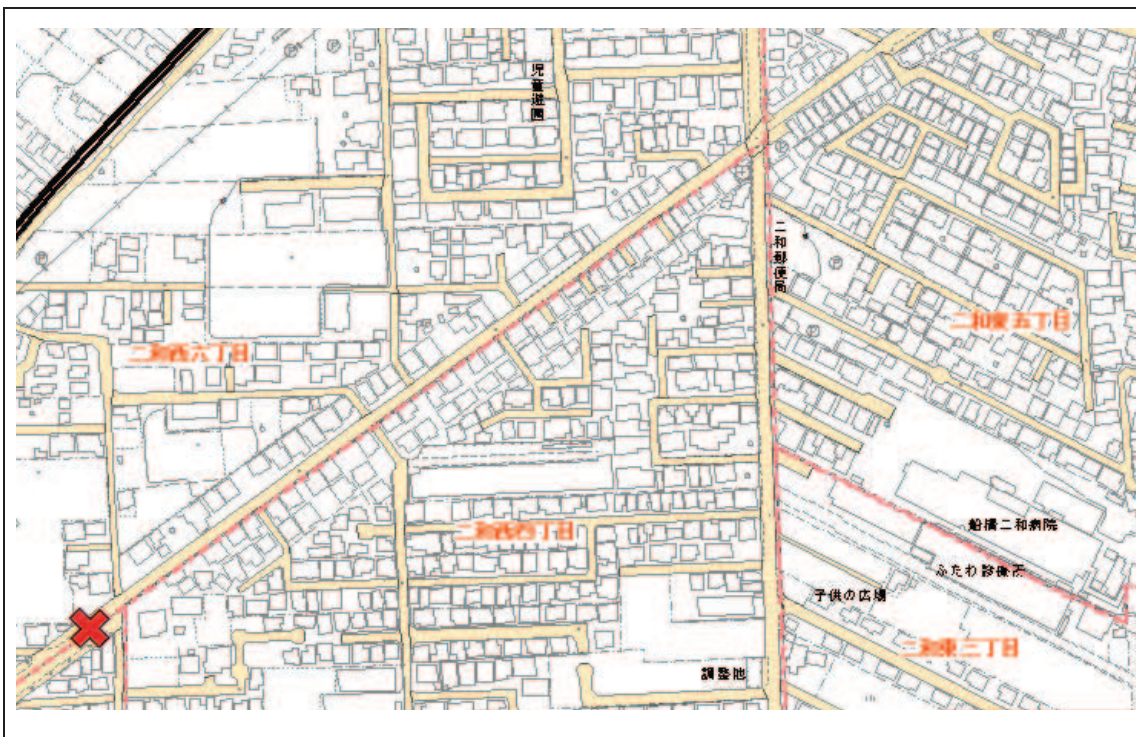 児童遊園
二和郵便局
二和東五丁目
二和西六丁目
二和西四丁目
船橋二和病院
ふたわ診療所
子供の広場
二和東三丁目
調整池